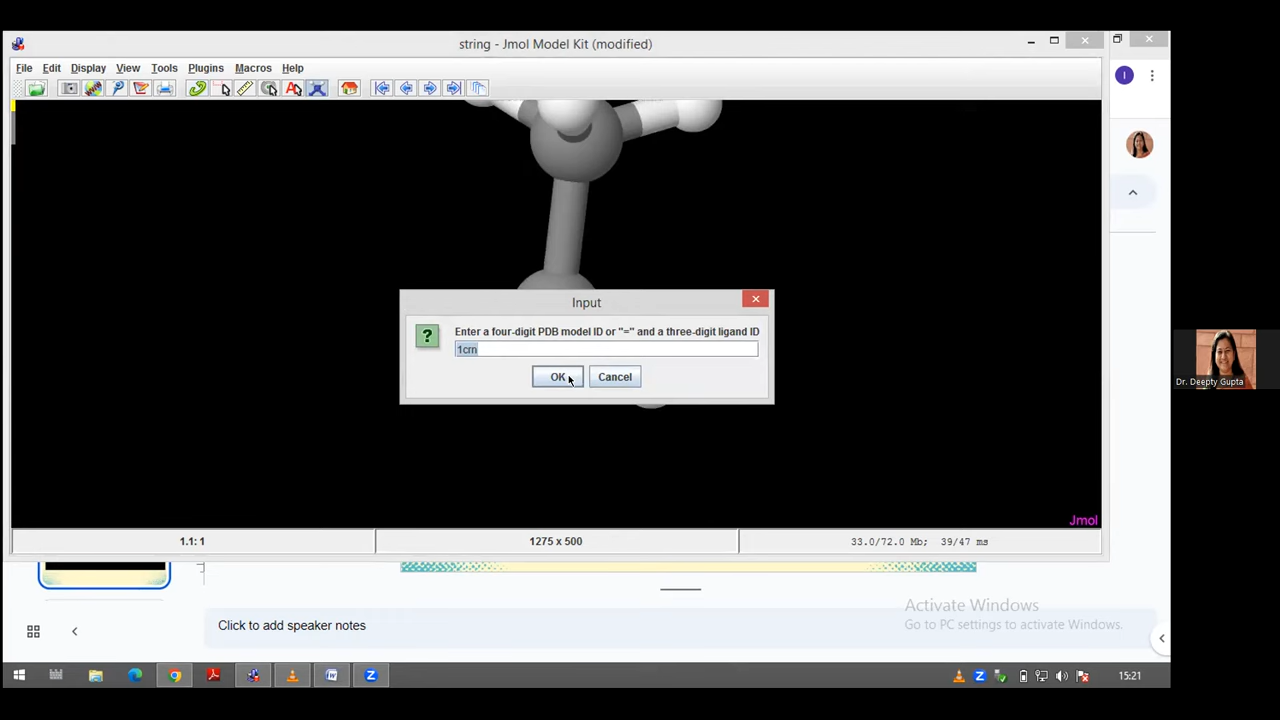 string - Jmol Model Kit (modified)
File Edit Display View Tools Plugins Macros Help
Input
Enter a four-digit PDB model ID or "=" and a three-digit ligand ID
1crn
OK Cancel
Jmol
1.1: 1 1275 x 500 33.0/72.0 Mb; 39/47 ms
Dr. Deepty Gupta
Activate Windows
Go to PC settings to activate Windows.
Click to add speaker notes
15:21